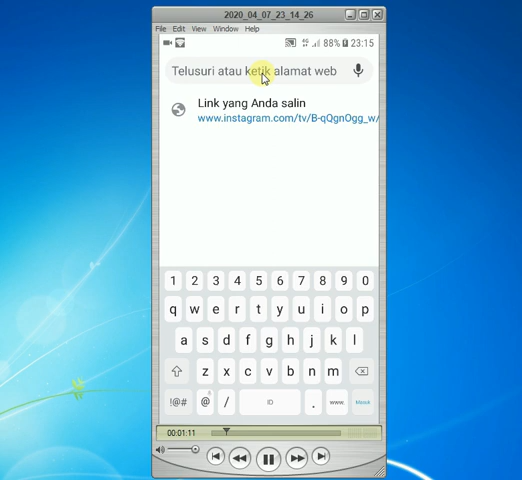 2020_04_07_23_14_26
File Edit View Window Help
88% 23:15
Telusuri atau ketik alamat web
Link yang Anda salin
www.instagram.com/tv/B-qQgnOgg_w/
1 2 3 4 5 6 7 8 9 0
q w e r t y u i o p
a s d f g h j k l
z x c v b n m
!@# @ / ID . www. Masuk
00:01:11